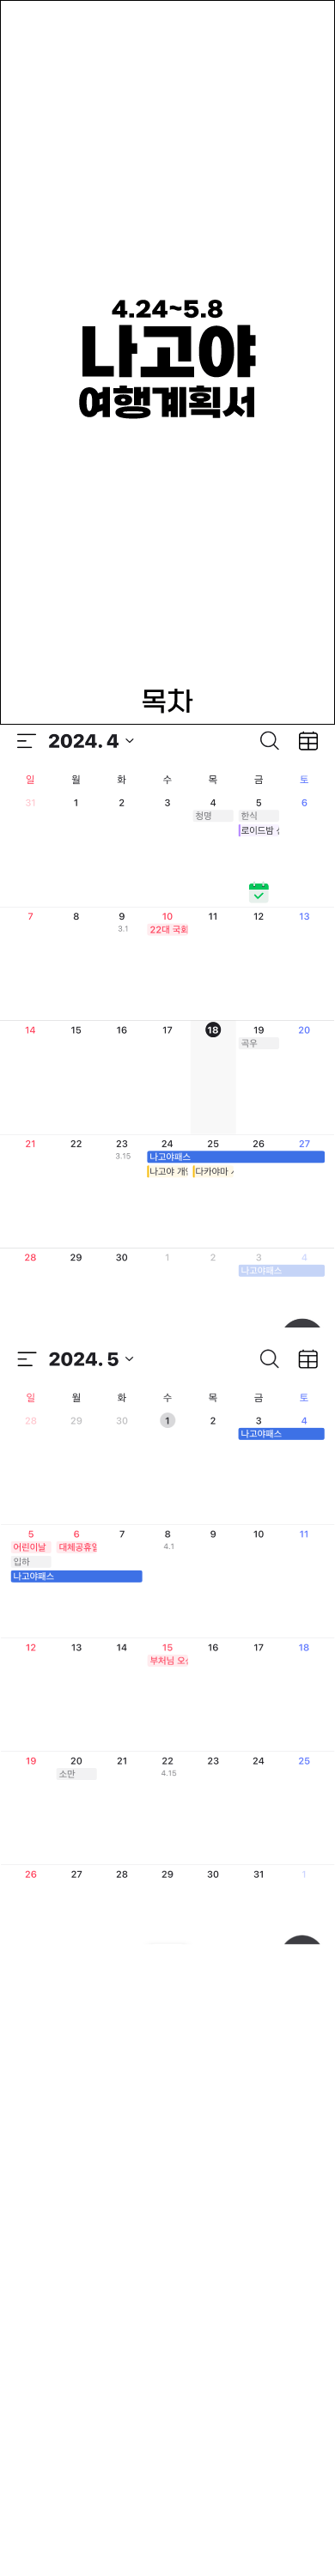 4.24~5.8
나고야
여행계획서
목차
2024. 4
일 월 화 수 목 금 토
31 1 2 3 4 5 6
청명 한식
로이드밤
7 8 9 10 11 12 13
3.1 22대 국회
14 15 16 17 18 19 20
곡우
21 22 23 24 25 26 27
3.15 나고야패스
나고야 개인 다카야마
28 29 30 1 2 3 4
나고야패스
2024. 5
일 월 화 수 목 금 토
28 29 30 1 2 3 4
나고야패스
5 6 7 8 9 10 11
어린이날 대체공휴일 4.1
입하
나고야패스
12 13 14 15 16 17 18
부처님 오신
19 20 21 22 23 24 25
소만 4.15
26 27 28 29 30 31 1